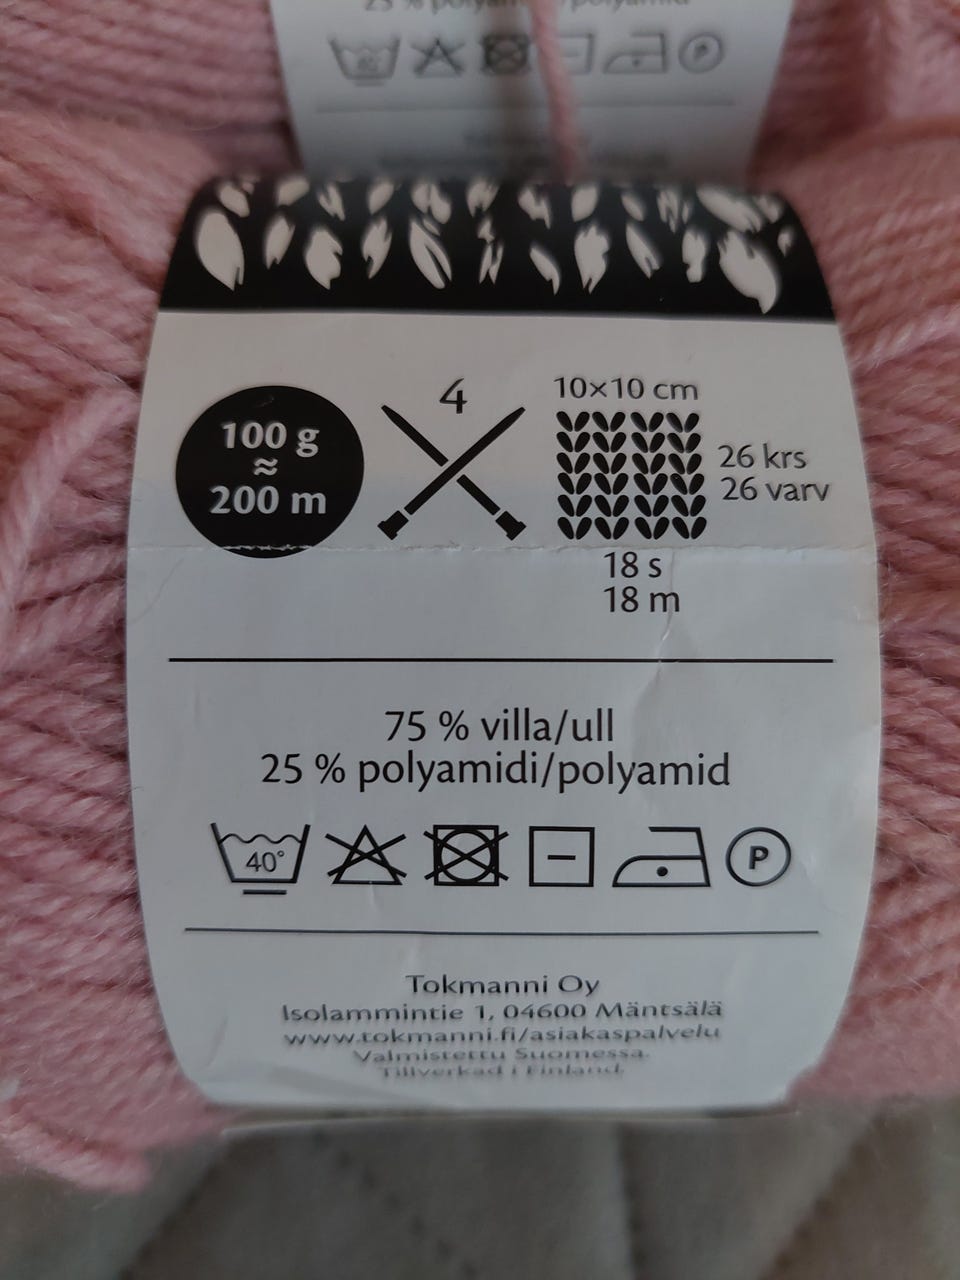 25 % polyamidi/polyamid
40°
P
100 g
≈
200 m
4
10×10 cm
26 krs
26 varv
18 s
18 m
75 % villa/ull
25 % polyamidi/polyamid
40°
P
Tokmanni Oy
Isolammintie 1, 04600 Mäntsälä
www.tokmanni.fi/asiakaspalvelu
Valmistettu Suomessa.
Tillverkad i Finland.